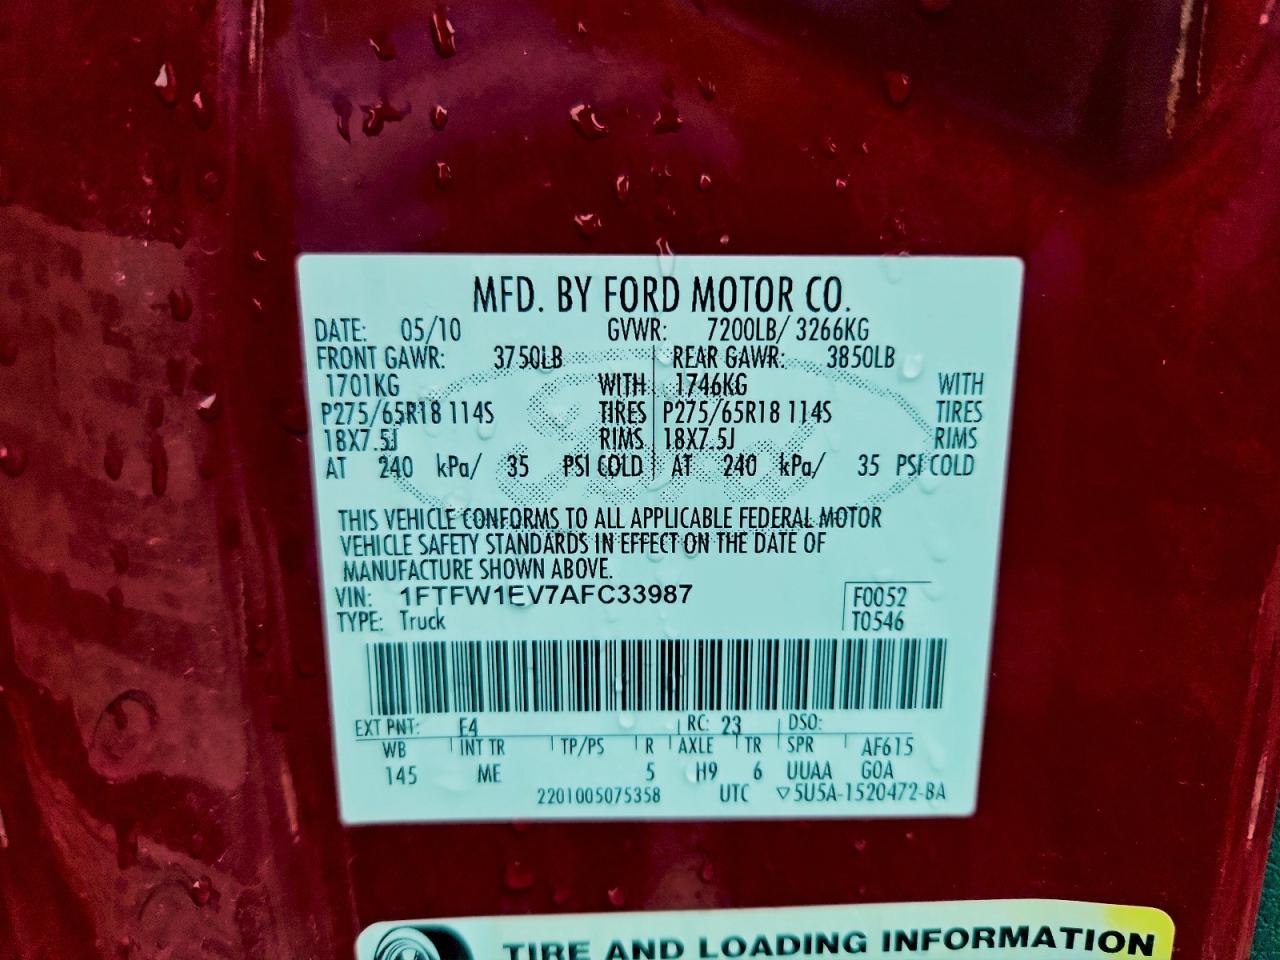 MFD. BY FORD MOTOR CO.
DATE: 05/10 GVWR: 7200LB/ 3266KG
FRONT GAWR: 3750LB REAR GAWR: 3850LB
1701KG WITH 1746KG WITH
P275/65R18 114S TIRES P275/65R18 114S TIRES
18X7.5J RIMS 18X7.5J RIMS
AT 240 kPa/ 35 PSI COLD AT 240 kPa/ 35 PSI COLD
THIS VEHICLE CONFORMS TO ALL APPLICABLE FEDERAL MOTOR
VEHICLE SAFETY STANDARDS IN EFFECT ON THE DATE OF
MANUFACTURE SHOWN ABOVE.
VIN: 1FTFW1EV7AFC33987 F0052
TYPE: Truck T0546
EXT PNT: F4 RC: 23 DSO:
WB INT TR TP/PS R AXLE TR SPR AF615
145 ME 5 H9 6 UUAA GOA
2201005075358 UTC ▽5U5A-1520472-BA
TIRE AND LOADING INFORMATION